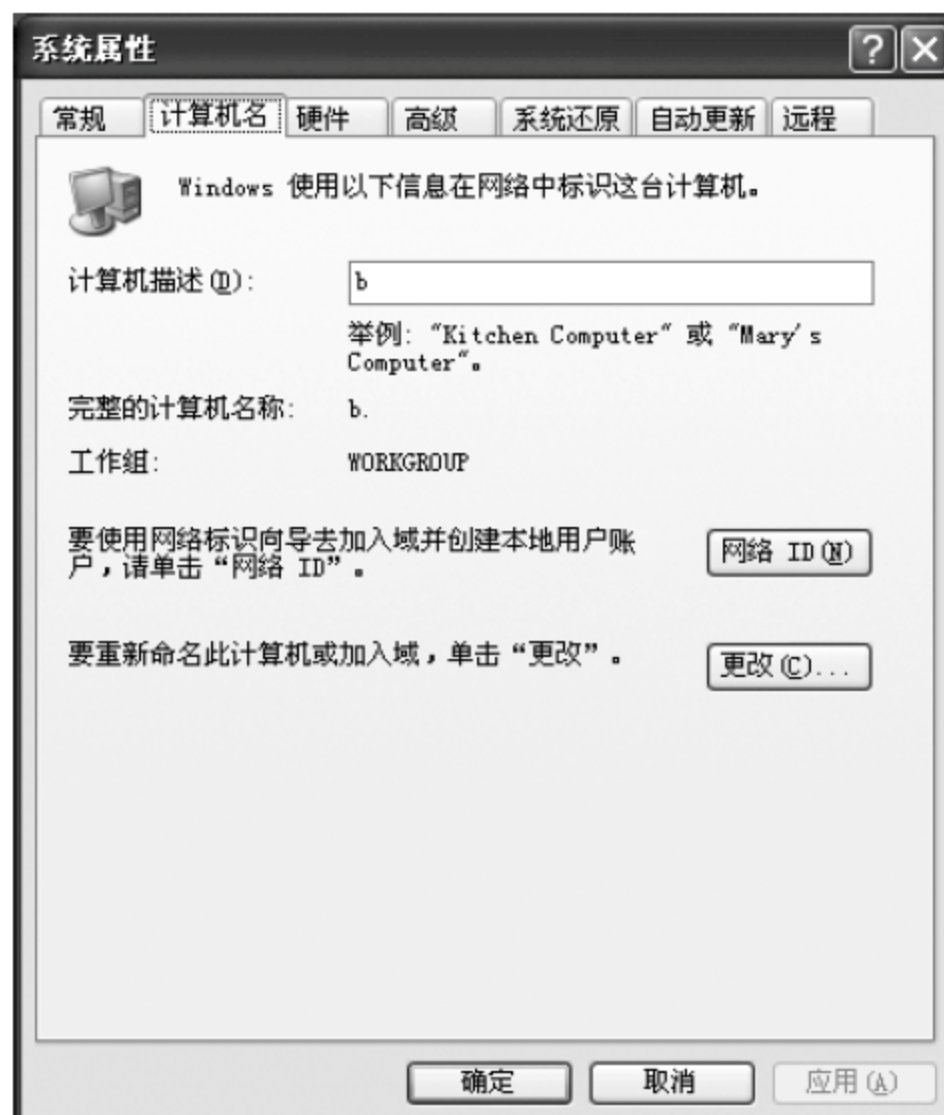 系统属性
常规 计算机名 硬件 高级 系统还原 自动更新 远程
Windows 使用以下信息在网络中标识这台计算机。
计算机描述(D): b
举例: "Kitchen Computer" 或 "Mary's
Computer"。
完整的计算机名称: b.
工作组: WORKGROUP
要使用网络标识向导去加入域并创建本地用户账
户，请单击“网络 ID”。
网络 ID(N)
要重新命名此计算机或加入域，单击“更改”。
更改(C)...
确定 取消 应用(A)